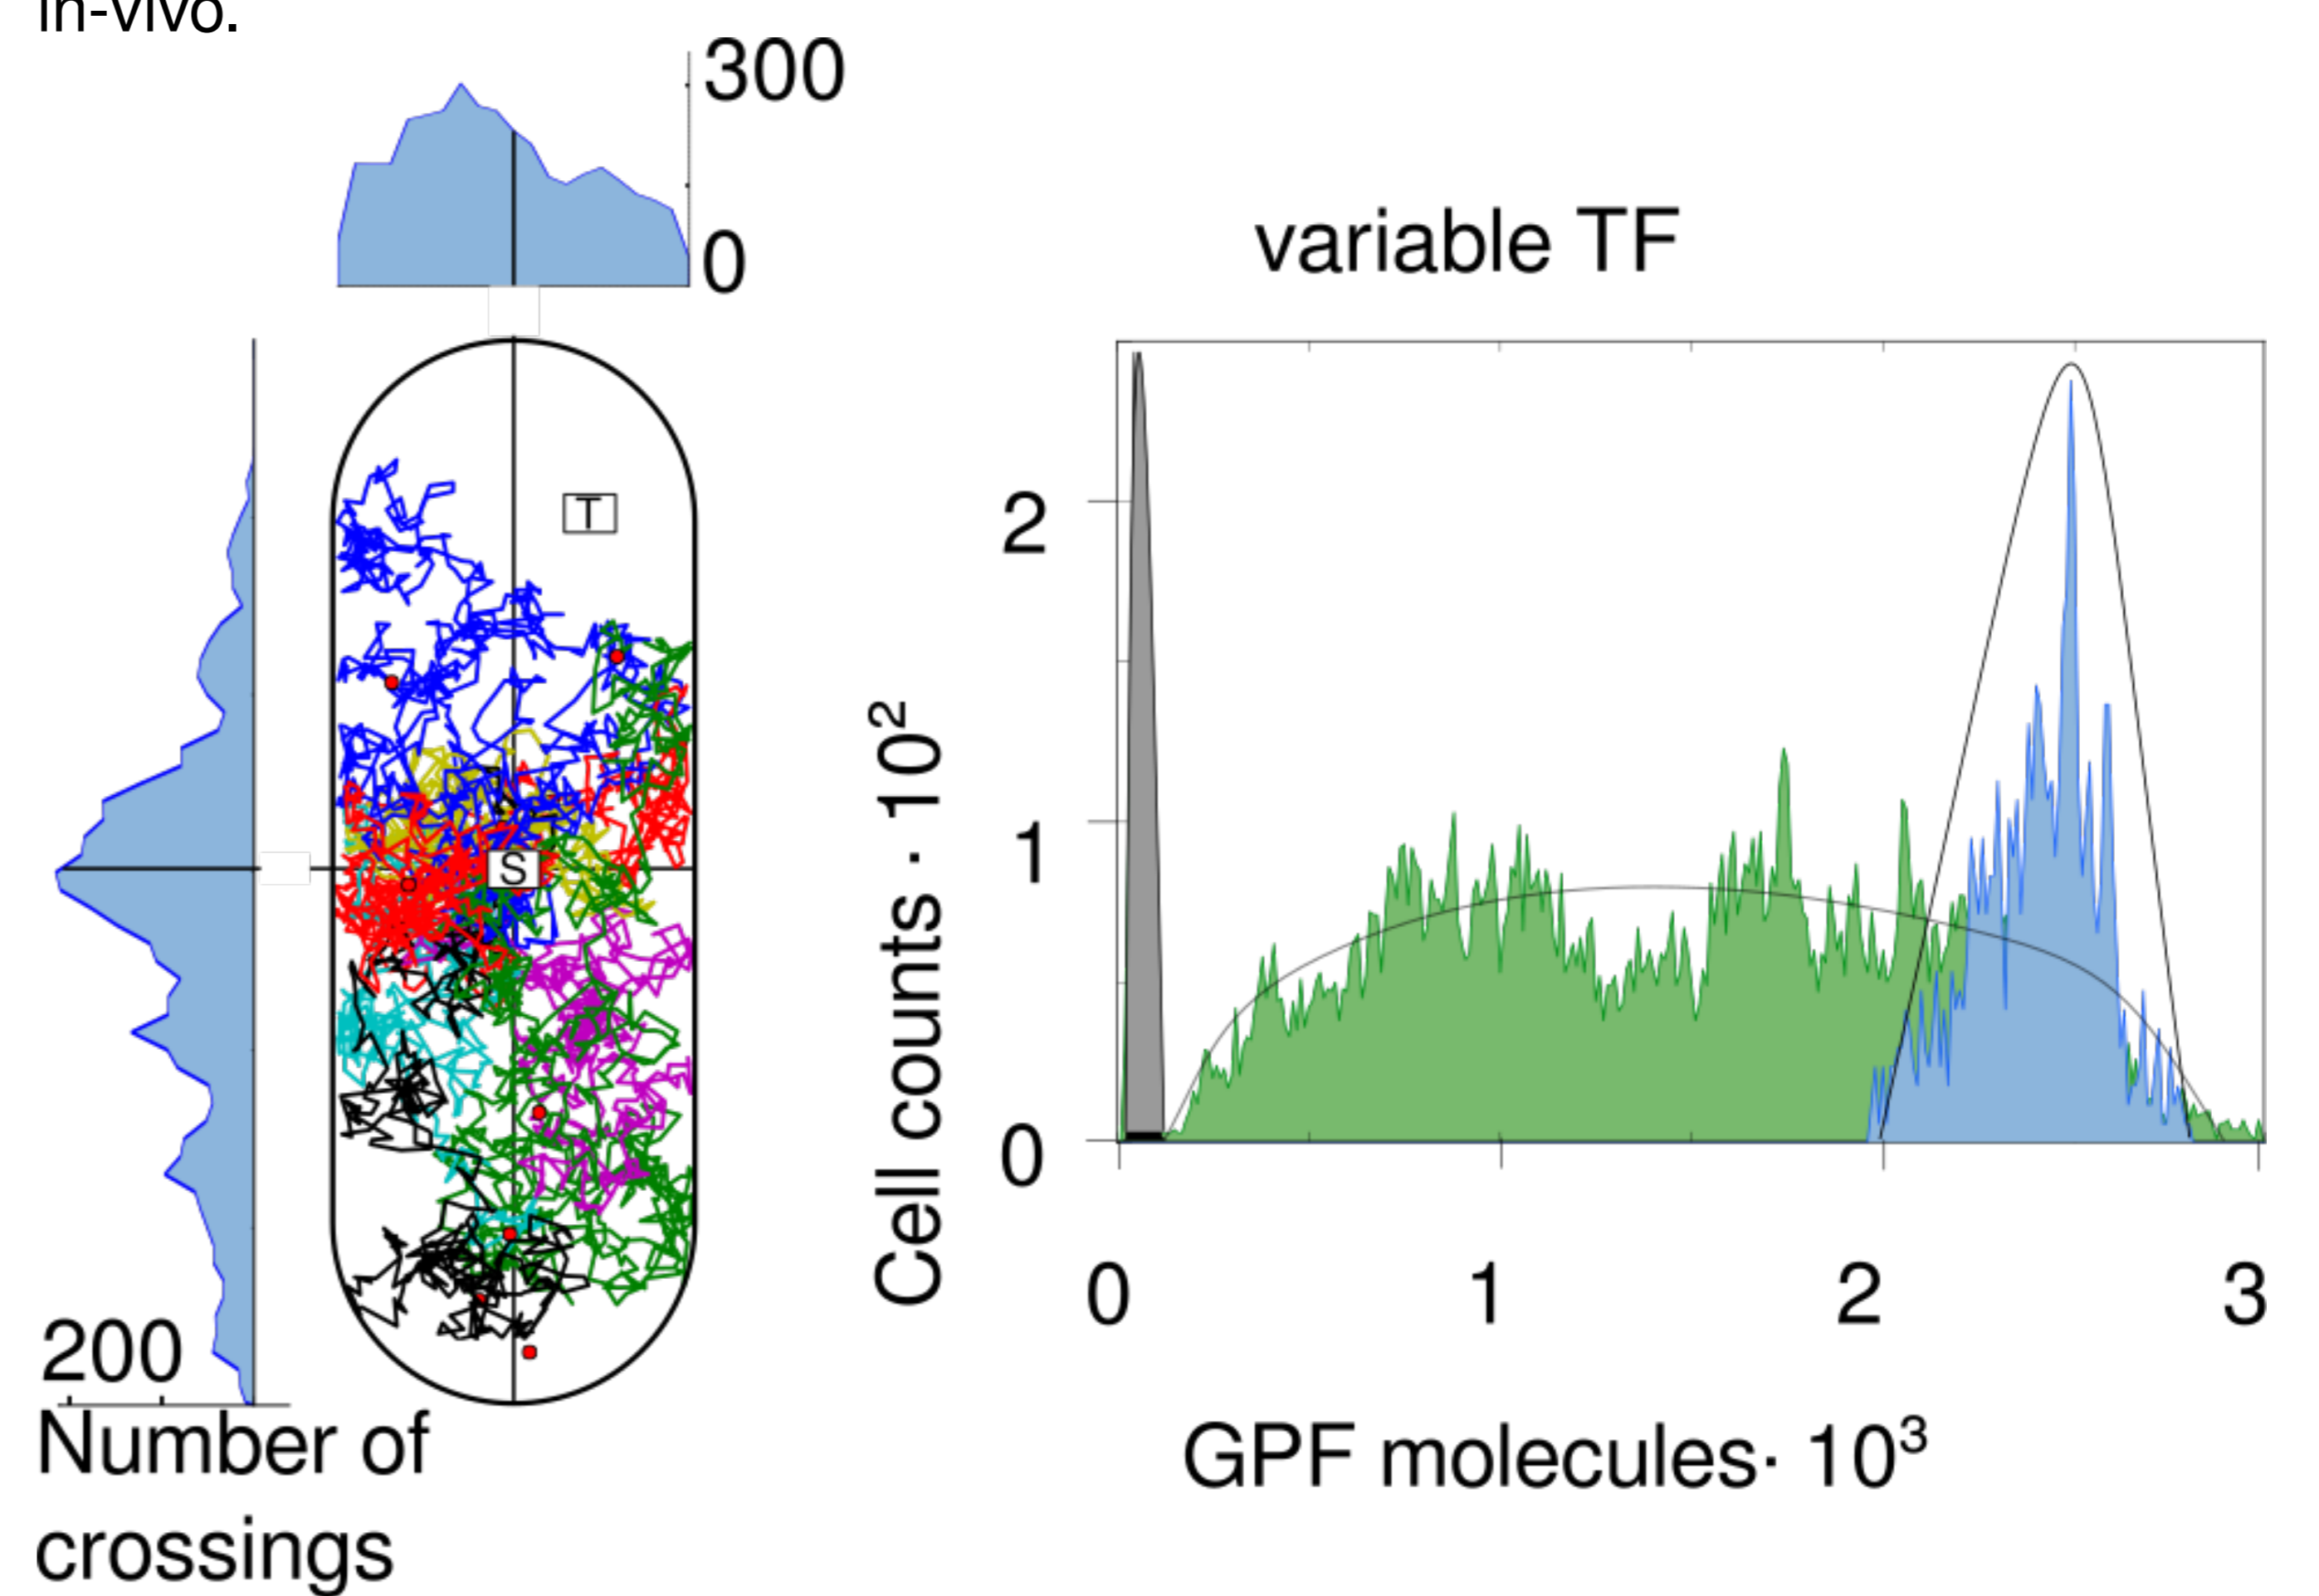 in-vivo.
300
0
variable TF
T
S
200
Number of
crossings
Cell counts · 10²
2
1
0
0 1 2 3
GPF molecules· 10³